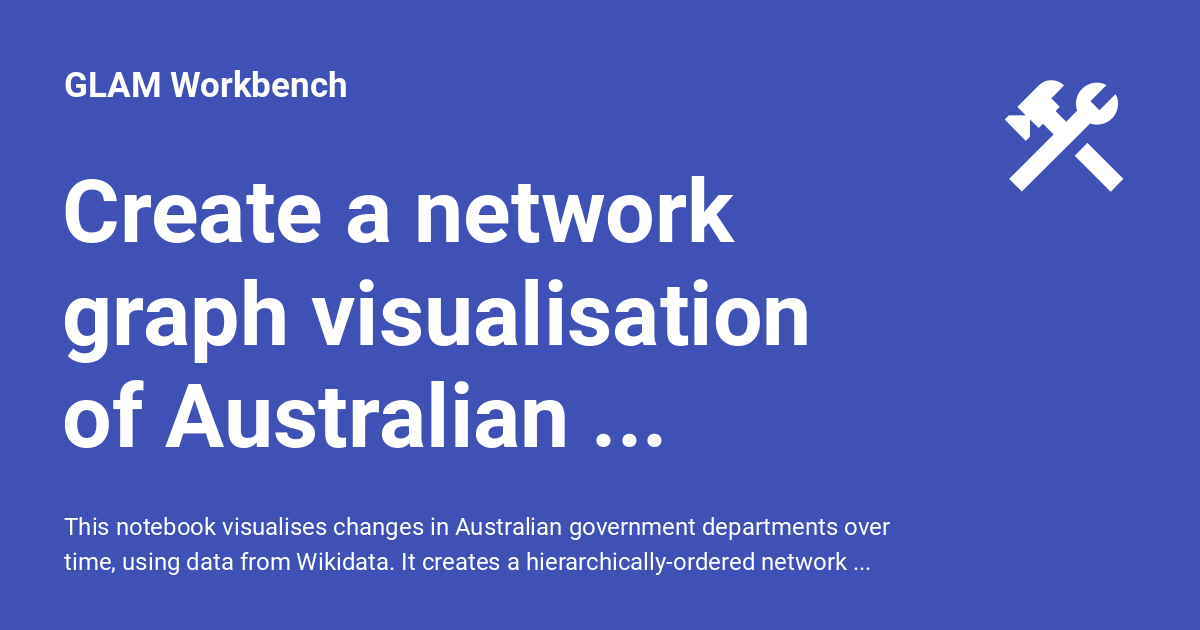 GLAM Workbench
Create a network
graph visualisation
of Australian ...
This notebook visualises changes in Australian government departments over
time, using data from Wikidata. It creates a hierarchically-ordered network ...